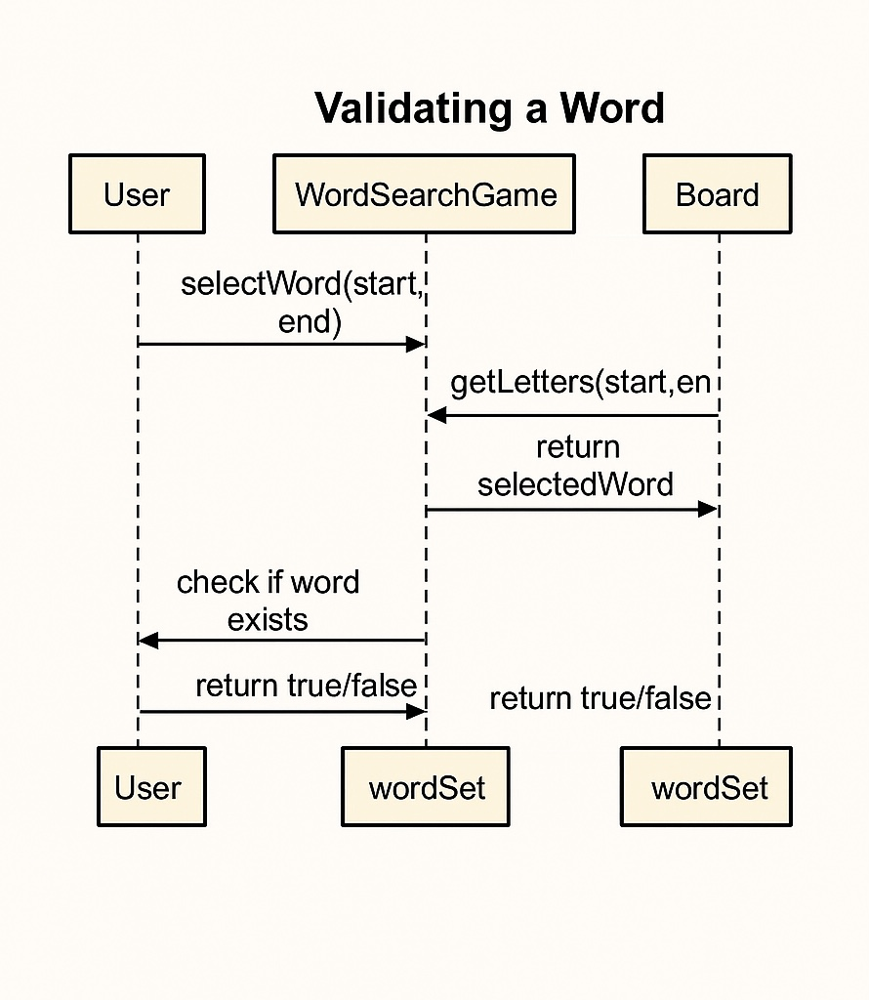 Validating a Word
User
WordSearchGame
Board
selectWord(start,
end)
getLetters(start,en
return
selectedWord
check if word
exists
return true/false
return true/false
User
wordSet
wordSet